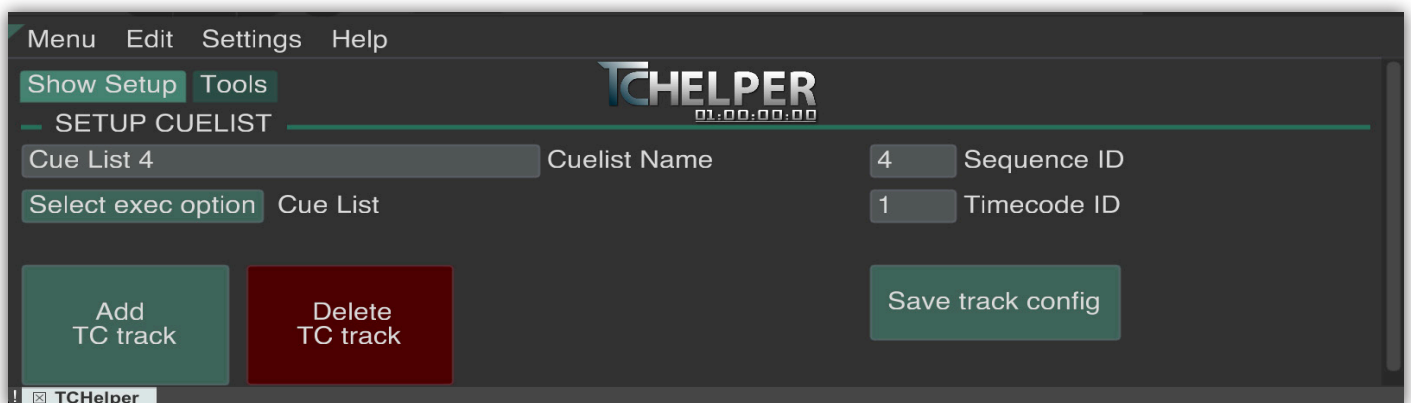 Menu Edit Settings Help
Show Setup Tools
TCHELPER
01:00:00:00
SETUP CUELIST
Cue List 4 Cuelist Name 4 Sequence ID
Select exec option Cue List 1 Timecode ID
Add
TC track
Delete
TC track
Save track config
! ☒ TCHelper